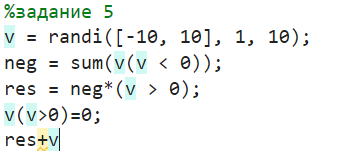 %задание 5
v = randi([-10, 10], 1, 10);
neg = sum(v(v < 0));
res = neg*(v > 0);
v(v>0)=0;
res+v